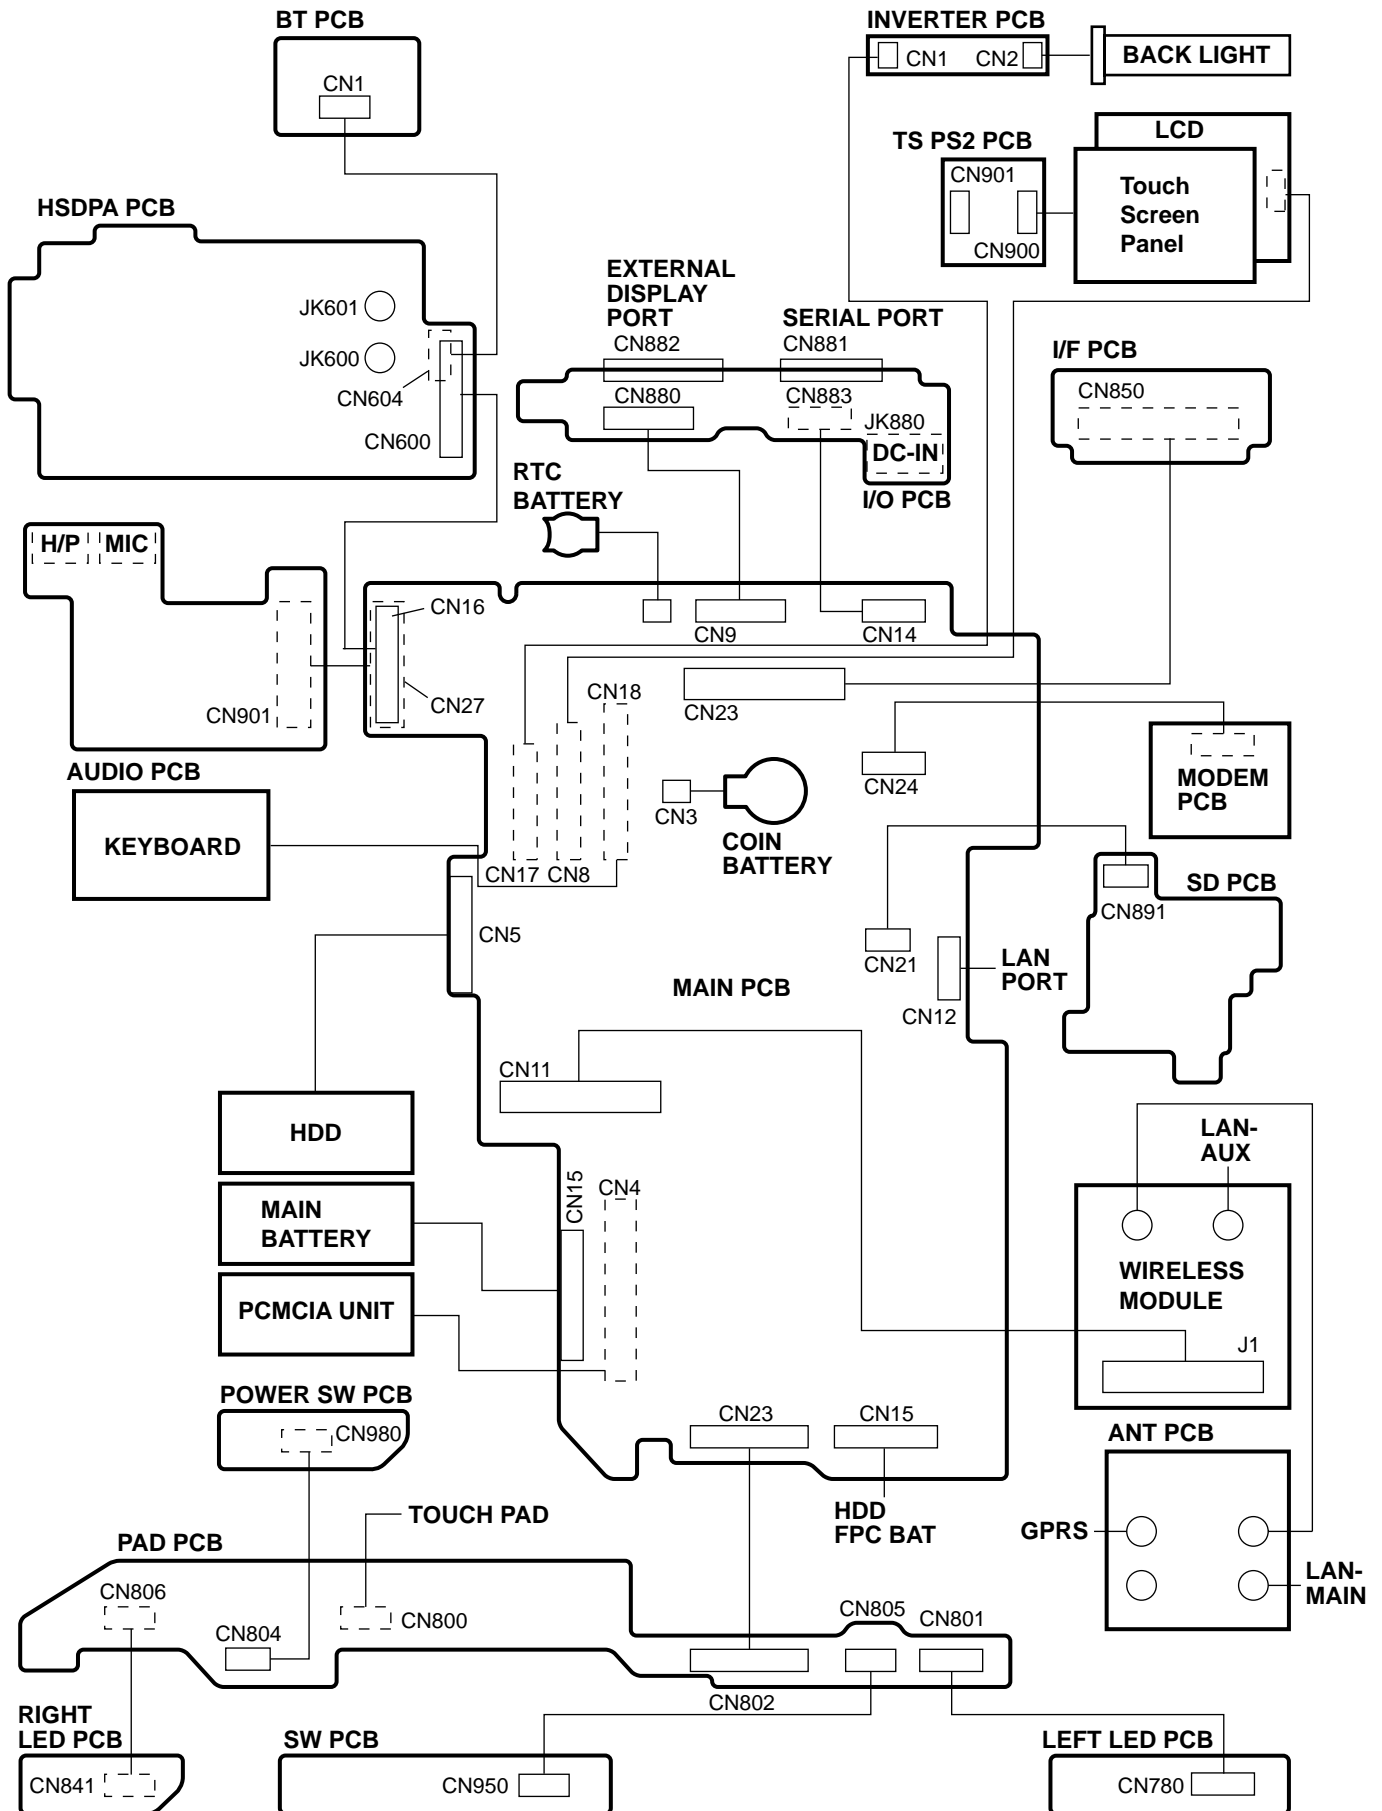 BT PCB
CN1
INVERTER PCB
CN1
CN2
BACK LIGHT
TS PS2 PCB
CN901
CN900
LCD
Touch
Screen
Panel
HSDPA PCB
JK601
JK600
CN604
CN600
EXTERNAL
DISPLAY
PORT
CN882
CN880
SERIAL PORT
CN881
CN883
JK880
DC-IN
I/O PCB
I/F PCB
CN850
RTC
BATTERY
H/P
MIC
CN901
AUDIO PCB
CN16
CN27
CN9
CN14
CN18
CN23
CN24
MODEM
PCB
KEYBOARD
CN17
CN8
CN3
COIN
BATTERY
CN5
SD PCB
CN891
CN21
CN12
LAN
PORT
MAIN PCB
CN11
HDD
MAIN
BATTERY
PCMCIA UNIT
CN15
CN4
LAN-
AUX
WIRELESS
MODULE
J1
POWER SW PCB
CN980
CN23
CN15
HDD
FPC BAT
ANT PCB
GPRS
LAN-
MAIN
TOUCH PAD
PAD PCB
CN806
CN804
CN800
CN805
CN801
CN802
RIGHT
LED PCB
CN841
SW PCB
CN950
LEFT LED PCB
CN780